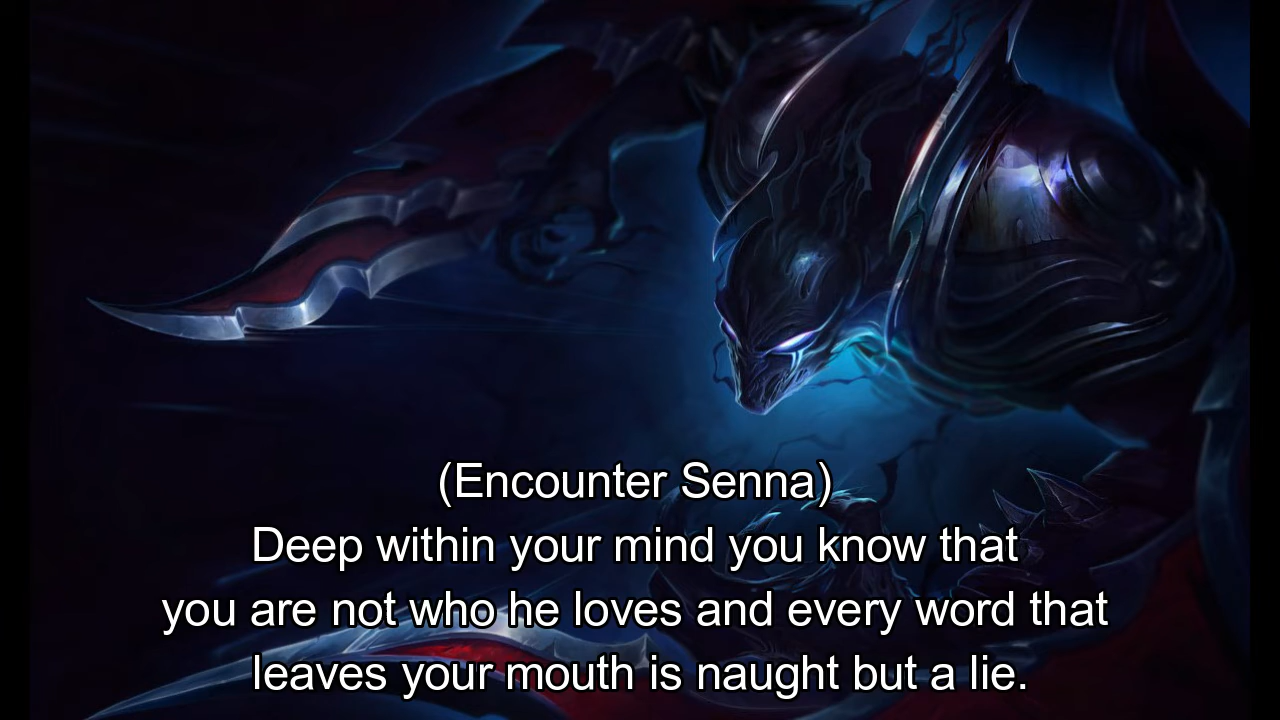 (Encounter Senna)
Deep within your mind you know that
you are not who he loves and every word that
leaves your mouth is naught but a lie.